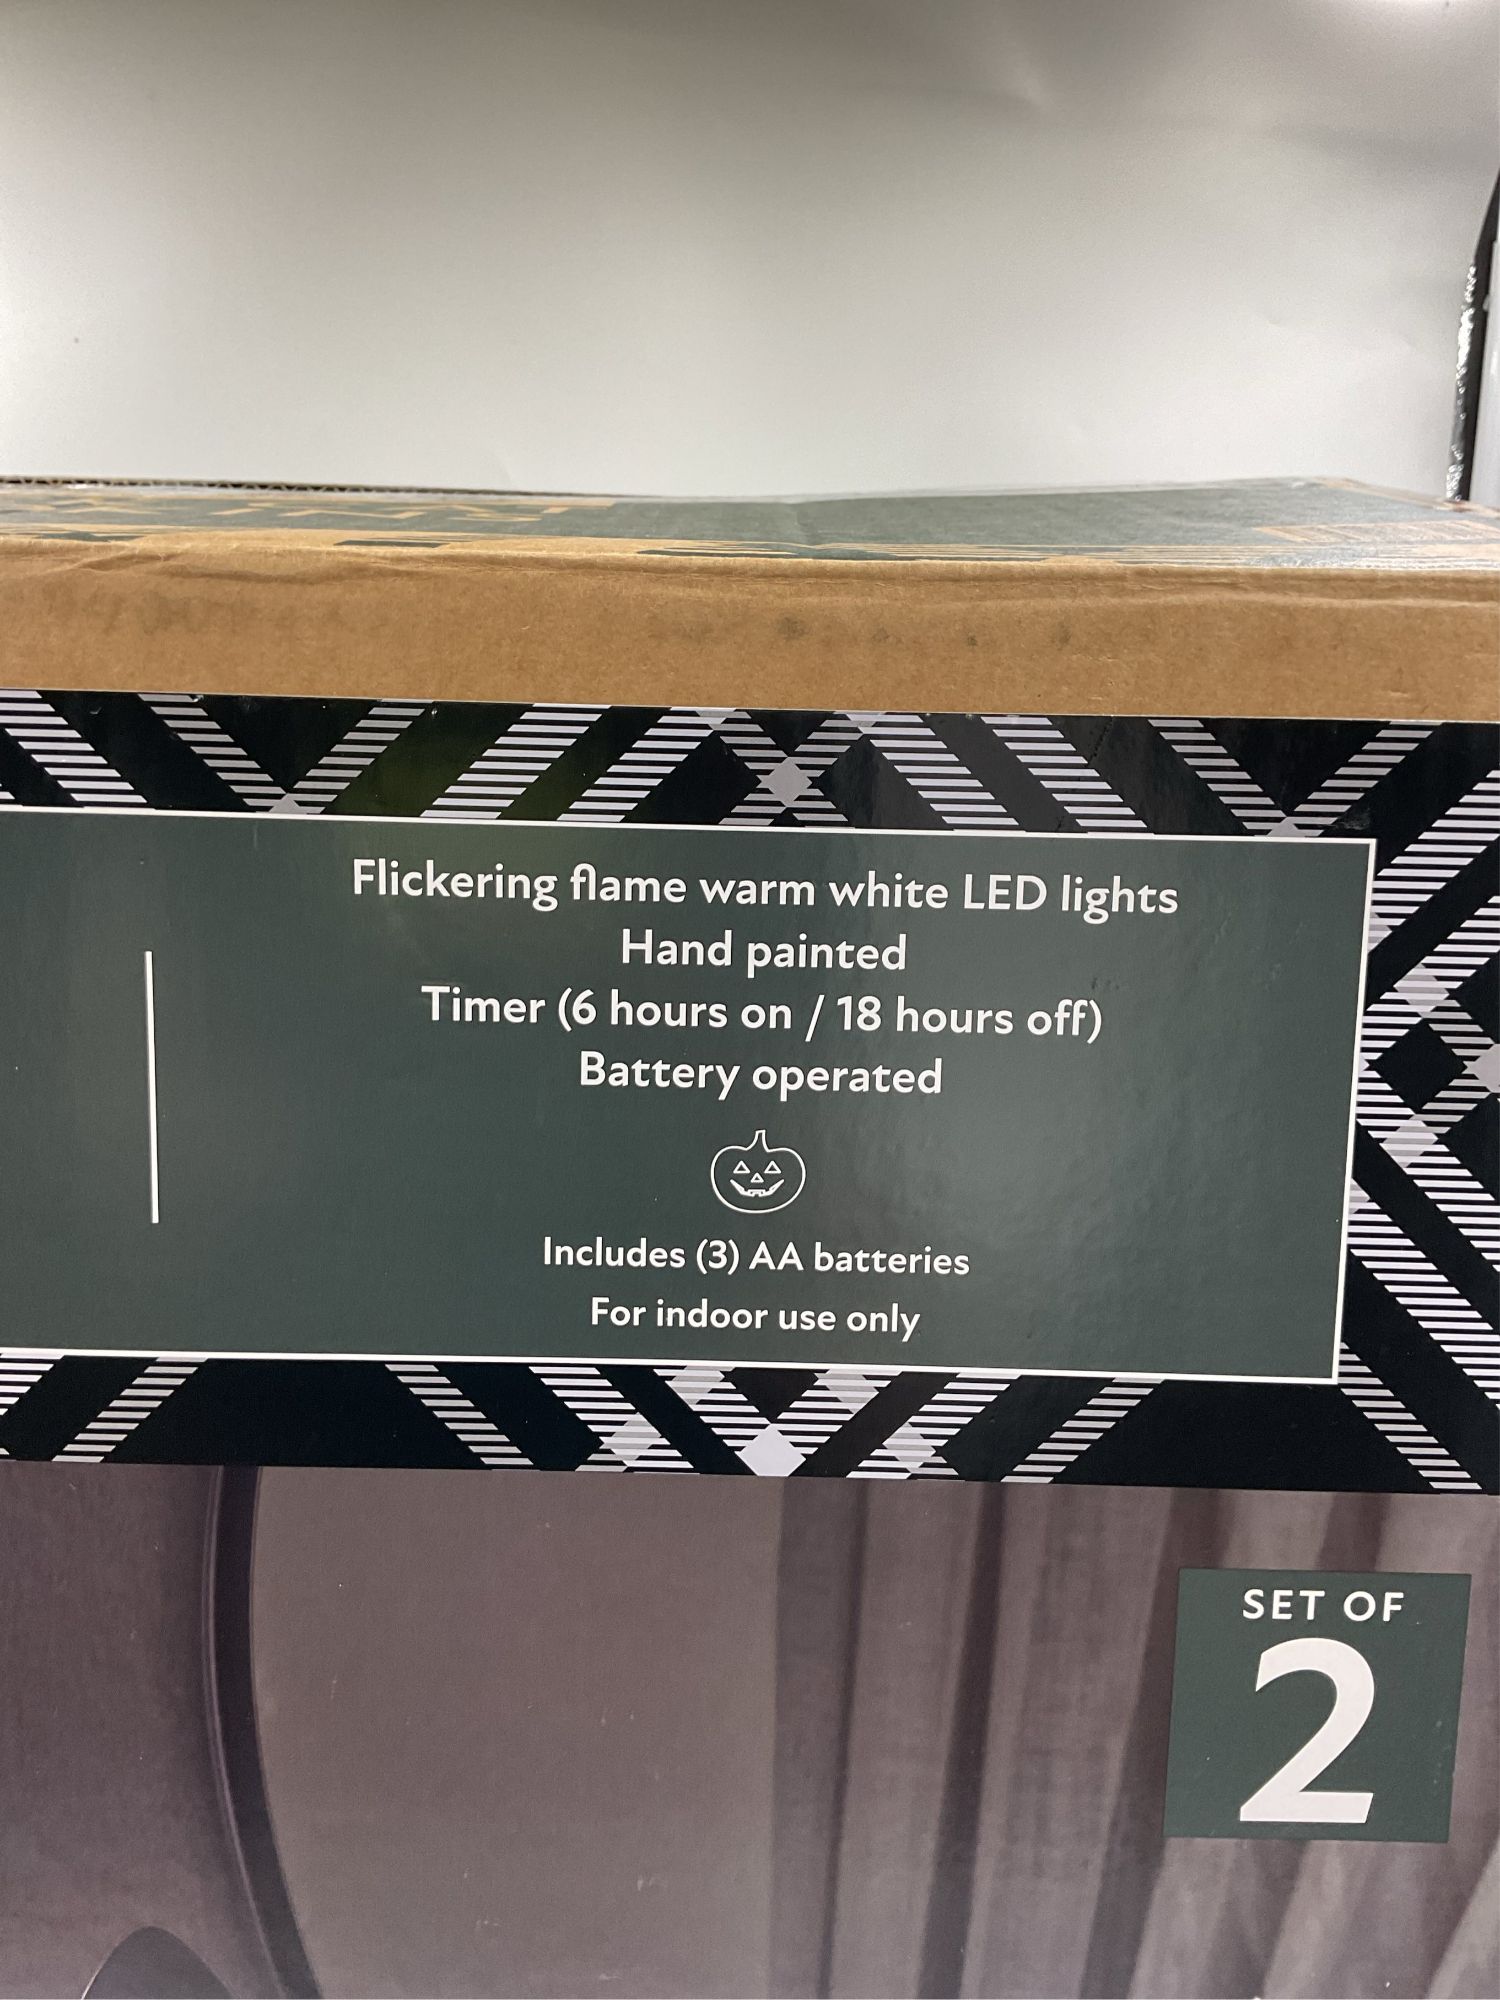 Flickering flame warm white LED lights
Hand painted
Timer (6 hours on / 18 hours off)
Battery operated
Includes (3) AA batteries
For indoor use only
SET OF
2